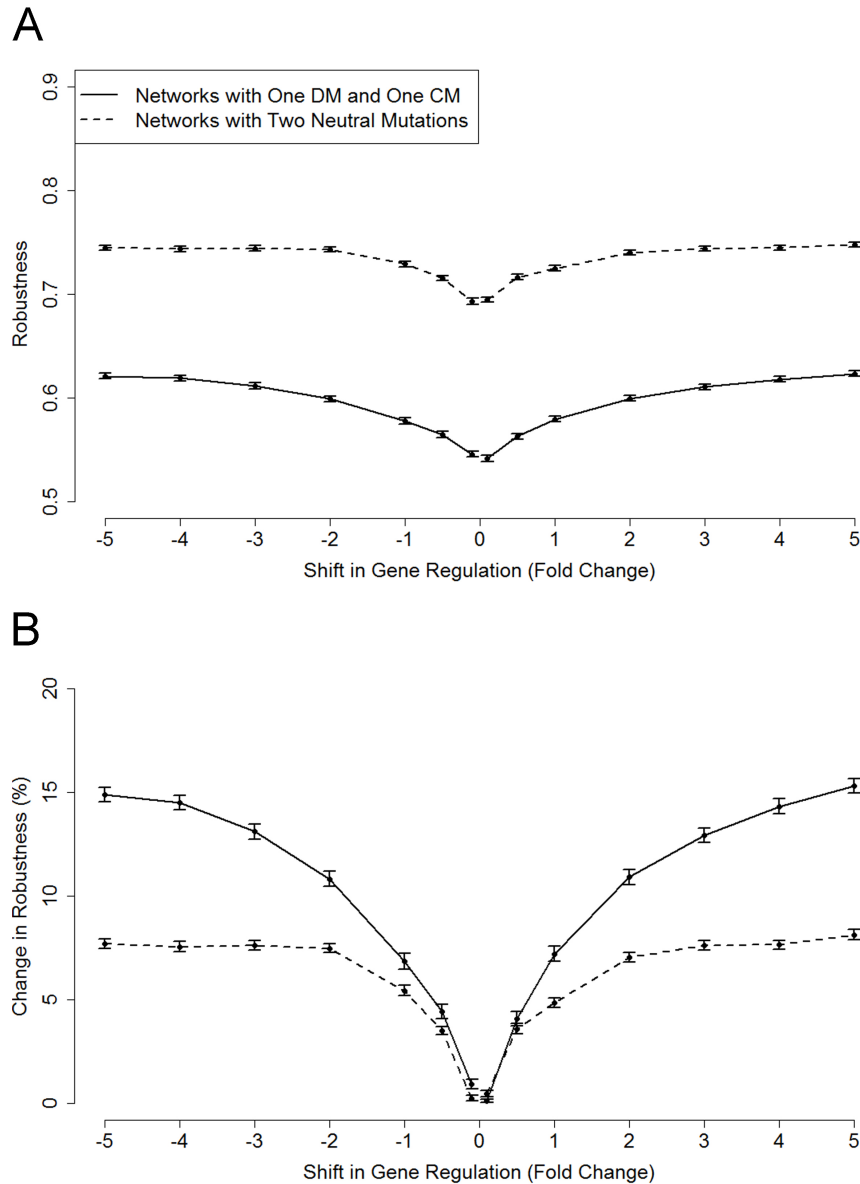 A
Networks with One DM and One CM
Networks with Two Neutral Mutations
Robustness
0.9
0.8
0.7
0.6
0.5
-5 -4 -3 -2 -1 0 1 2 3 4 5
Shift in Gene Regulation (Fold Change)
B
Change in Robustness (%)
20
15
10
5
0
-5 -4 -3 -2 -1 0 1 2 3 4 5
Shift in Gene Regulation (Fold Change)